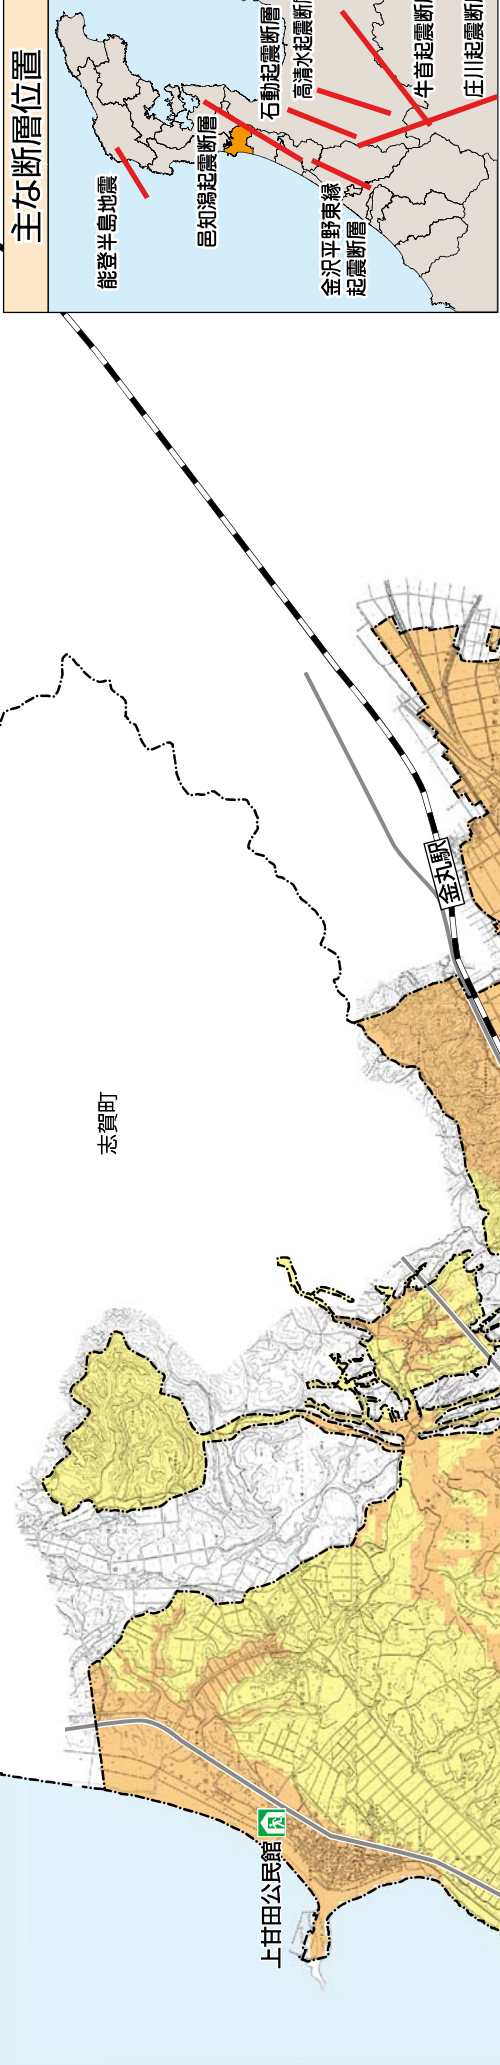 主な断層位置
能登半島地震
邑知潟起震断層
石動起震断層
高清水起震断
金沢平野東縁
起震断層
牛首起震断
庄川起震断
金丸駅
志賀町
上甘田公民館